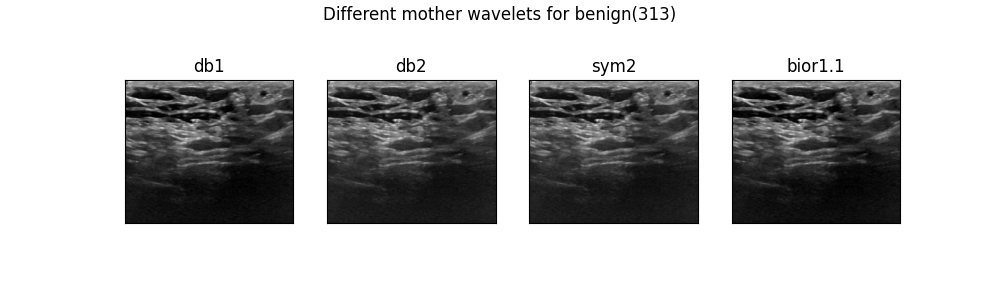 Different mother wavelets for benign(313)
db1
db2
sym2
bior1.1